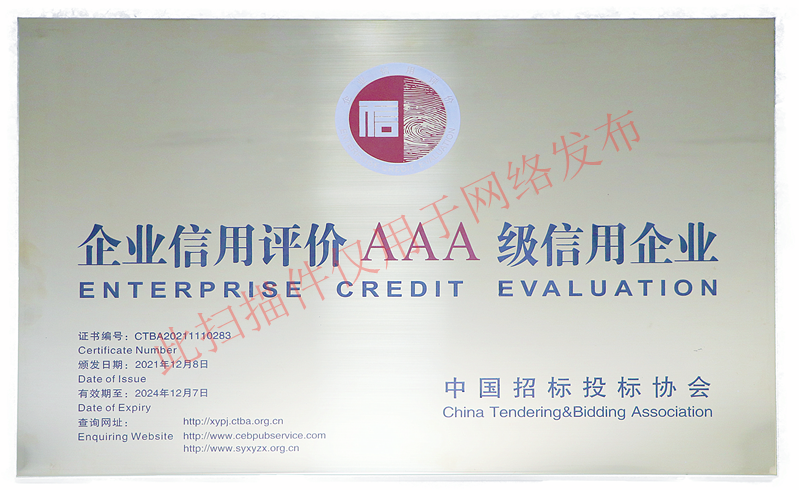 信
企业信用评价AAA级信用企业
ENTERPRISE CREDIT EVALUATION
此扫描件仅用于网络发布
证书编号：CTBA20211110283
Certificate Number
颁发日期：2021年12月8日
Date of Issue
有效期至：2024年12月7日
Date of Expiry
查询网址：http://xypj.ctba.org.cn
Enquiring Website http://www.cebpubservice.com
http://www.syxyzx.org.cn
中国招标投标协会
China Tendering&Bidding Association